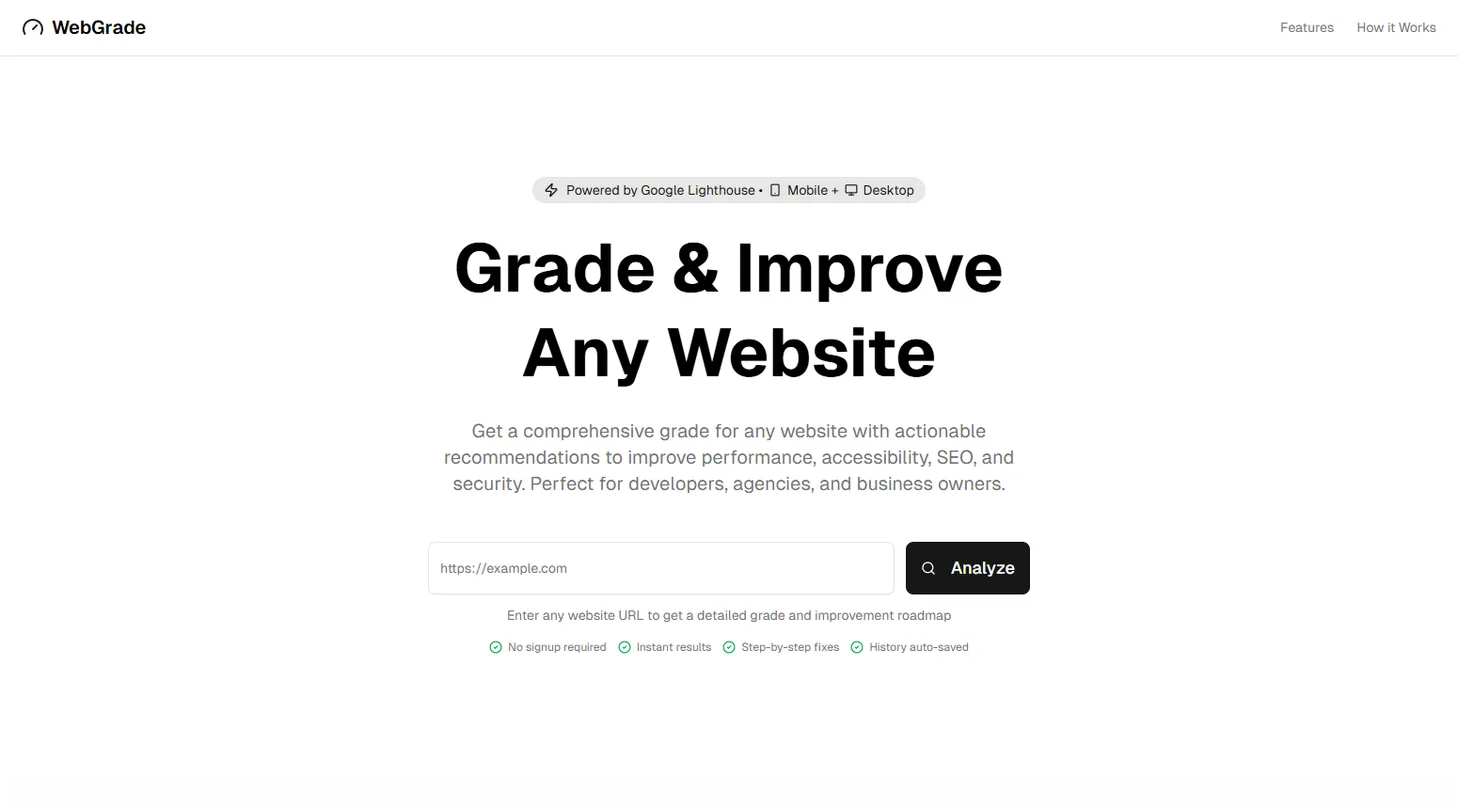 WebGrade
Features
How it Works
Powered by Google Lighthouse • Mobile + Desktop
Grade & Improve
Any Website
Get a comprehensive grade for any website with actionable
recommendations to improve performance, accessibility, SEO, and
security. Perfect for developers, agencies, and business owners.
https://example.com
Analyze
Enter any website URL to get a detailed grade and improvement roadmap
No signup required Instant results Step-by-step fixes History auto-saved